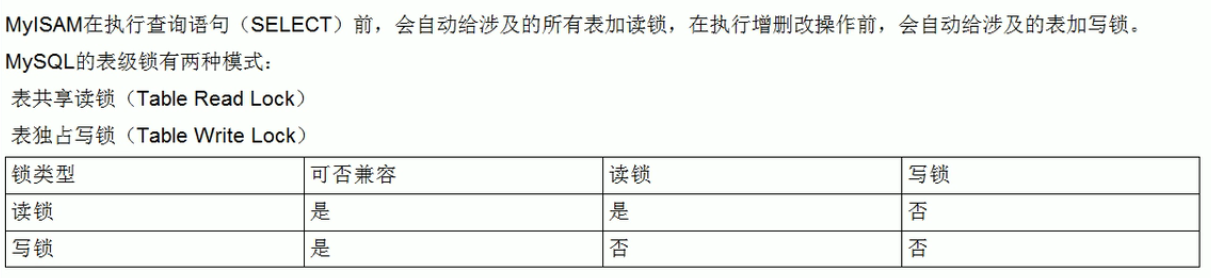 MyISAM在执行查询语句（SELECT）前，会自动给涉及的所有表加读锁，在执行增删改操作前，会自动给涉及的表加写锁。
MySQL的表级锁有两种模式：
表共享读锁（Table Read Lock）
表独占写锁（Table Write Lock）
锁类型 可否兼容 读锁 写锁
读锁 是 是 否
写锁 是 否 否